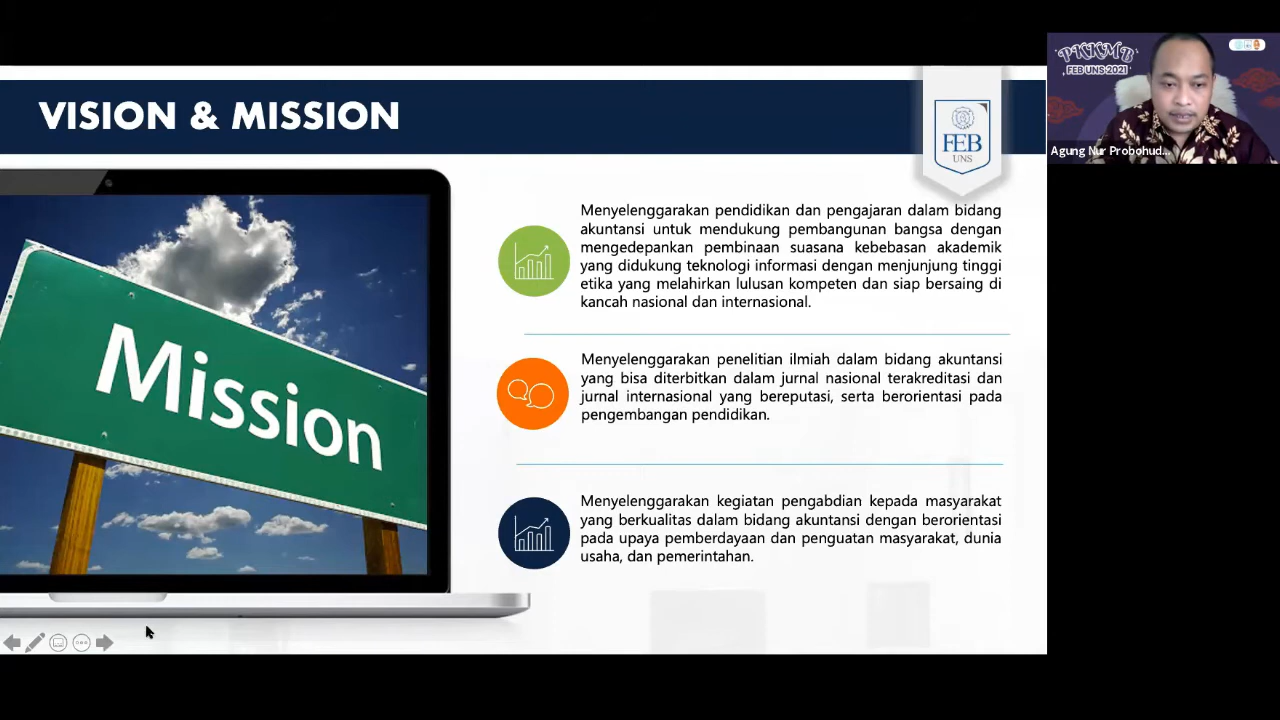 VISION & MISSION
FEB
UNS
PKKMB
FEB UNS 2021
Agung Nur Probohud...
Mission
Menyelenggarakan pendidikan dan pengajaran dalam bidang
akuntansi untuk mendukung pembangunan bangsa dengan
mengedepankan pembinaan suasana kebebasan akademik
yang didukung teknologi informasi dengan menjunjung tinggi
etika yang melahirkan lulusan kompeten dan siap bersaing di
kancah nasional dan internasional.
Menyelenggarakan penelitian ilmiah dalam bidang akuntansi
yang bisa diterbitkan dalam jurnal nasional terakreditasi dan
jurnal internasional yang bereputasi, serta berorientasi pada
pengembangan pendidikan.
Menyelenggarakan kegiatan pengabdian kepada masyarakat
yang berkualitas dalam bidang akuntansi dengan berorientasi
pada upaya pemberdayaan dan penguatan masyarakat, dunia
usaha, dan pemerintahan.